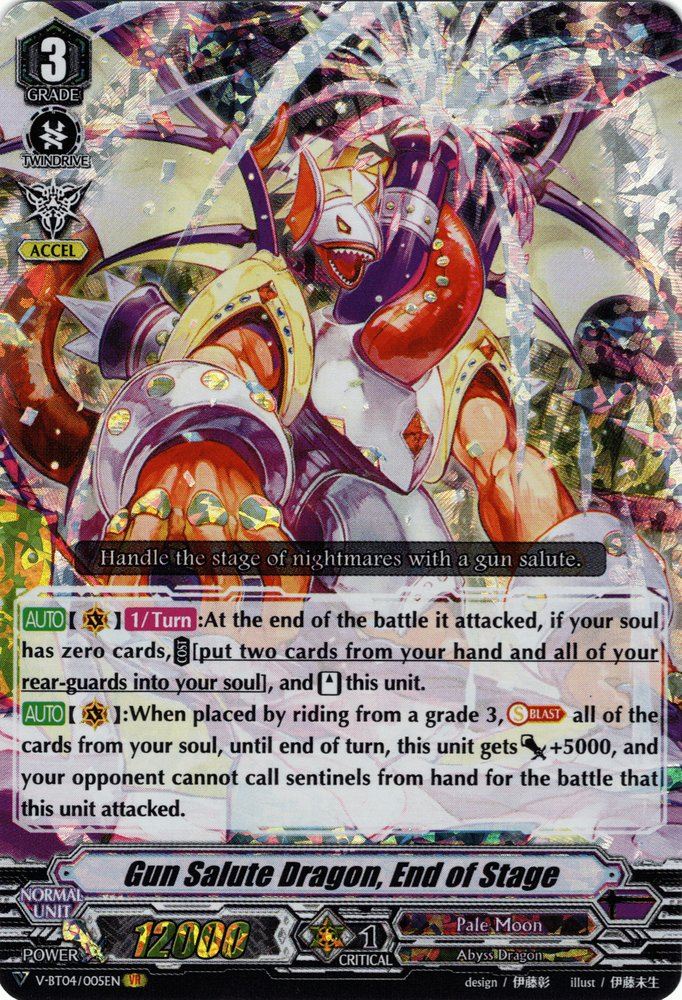 3
GRADE
TWINDRIVE
ACCEL
Handle the stage of nightmares with a gun salute.
AUTO【 】1/Turn:At the end of the battle it attacked, if your soul
has zero cards, COST [put two cards from your hand and all of your
rear-guards into your soul], and this unit.
AUTO【 】:When placed by riding from a grade 3, S BLAST all of the
cards from your soul, until end of turn, this unit gets +5000, and
your opponent cannot call sentinels from hand for the battle that
this unit attacked.
Gun Salute Dragon, End of Stage
NORMAL
UNIT
POWER 12000 1 CRITICAL
Pale Moon
Abyss Dragon
V-BT04/005EN VR
design / 伊藤彰 illust / 伊藤未生